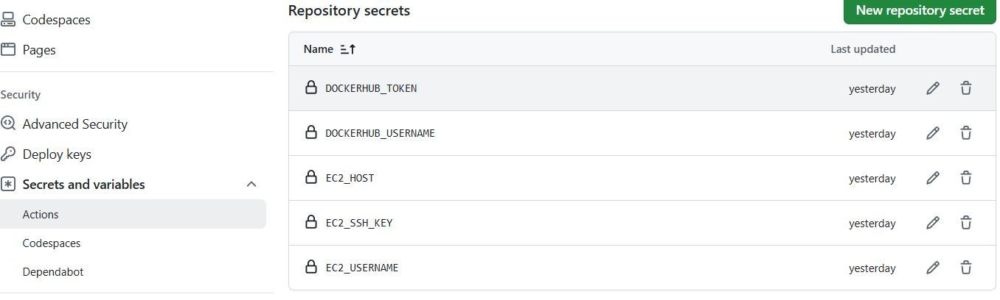 Codespaces
Pages
Security
Advanced Security
Deploy keys
Secrets and variables
Actions
Codespaces
Dependabot
Repository secrets
New repository secret
Name Last updated
DOCKERHUB_TOKEN yesterday
DOCKERHUB_USERNAME yesterday
EC2_HOST yesterday
EC2_SSH_KEY yesterday
EC2_USERNAME yesterday